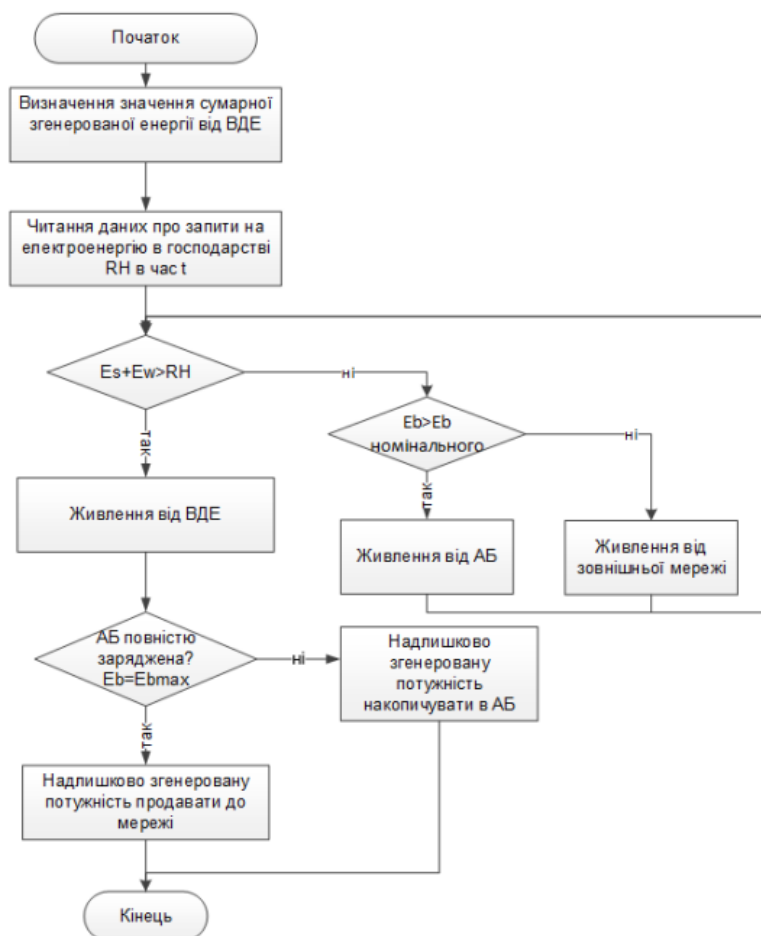 Початок
Визначення значення сумарної
згенерованої енергії від ВДЕ
Читання даних про запити на
електроенергію в господарстві
RH в час t
Es+Ew>RH
ні
так
Eb>Eb
номінального
ні
так
Живлення від ВДЕ
Живлення від АБ
Живлення від
зовнішньої мережі
АБ повністю
заряджена?
Eb=Ebmax
ні
так
Надлишково
згенеровану
потужність
накопичувати в АБ
Надлишково згенеровану
потужність продавати до
мережі
Кінець